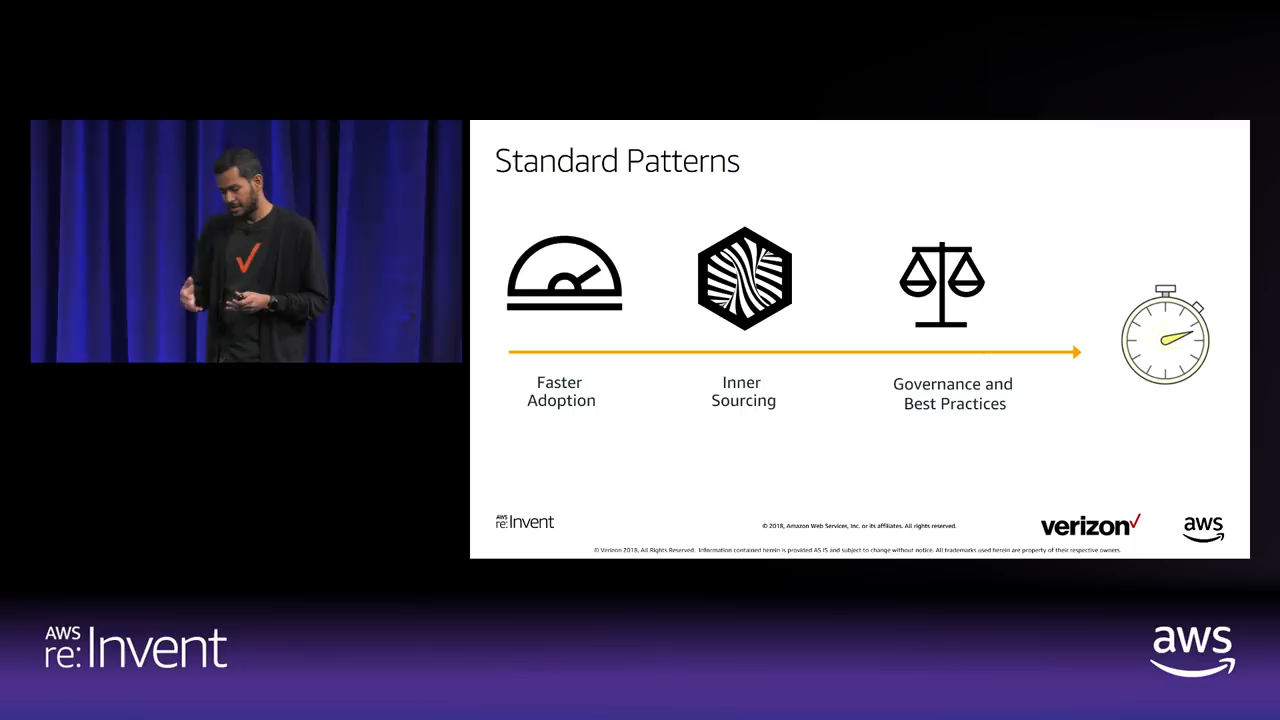 Standard Patterns
Faster
Adoption
Inner
Sourcing
Governance and
Best Practices
AWS
re:Invent
© 2018, Amazon Web Services, Inc. or its affiliates. All rights reserved.
verizon
aws
© Verizon 2018, All Rights Reserved. Information contained herein is provided AS IS and subject to change without notice. All trademarks used herein are property of their respective owners.
AWS
re:Invent
aws